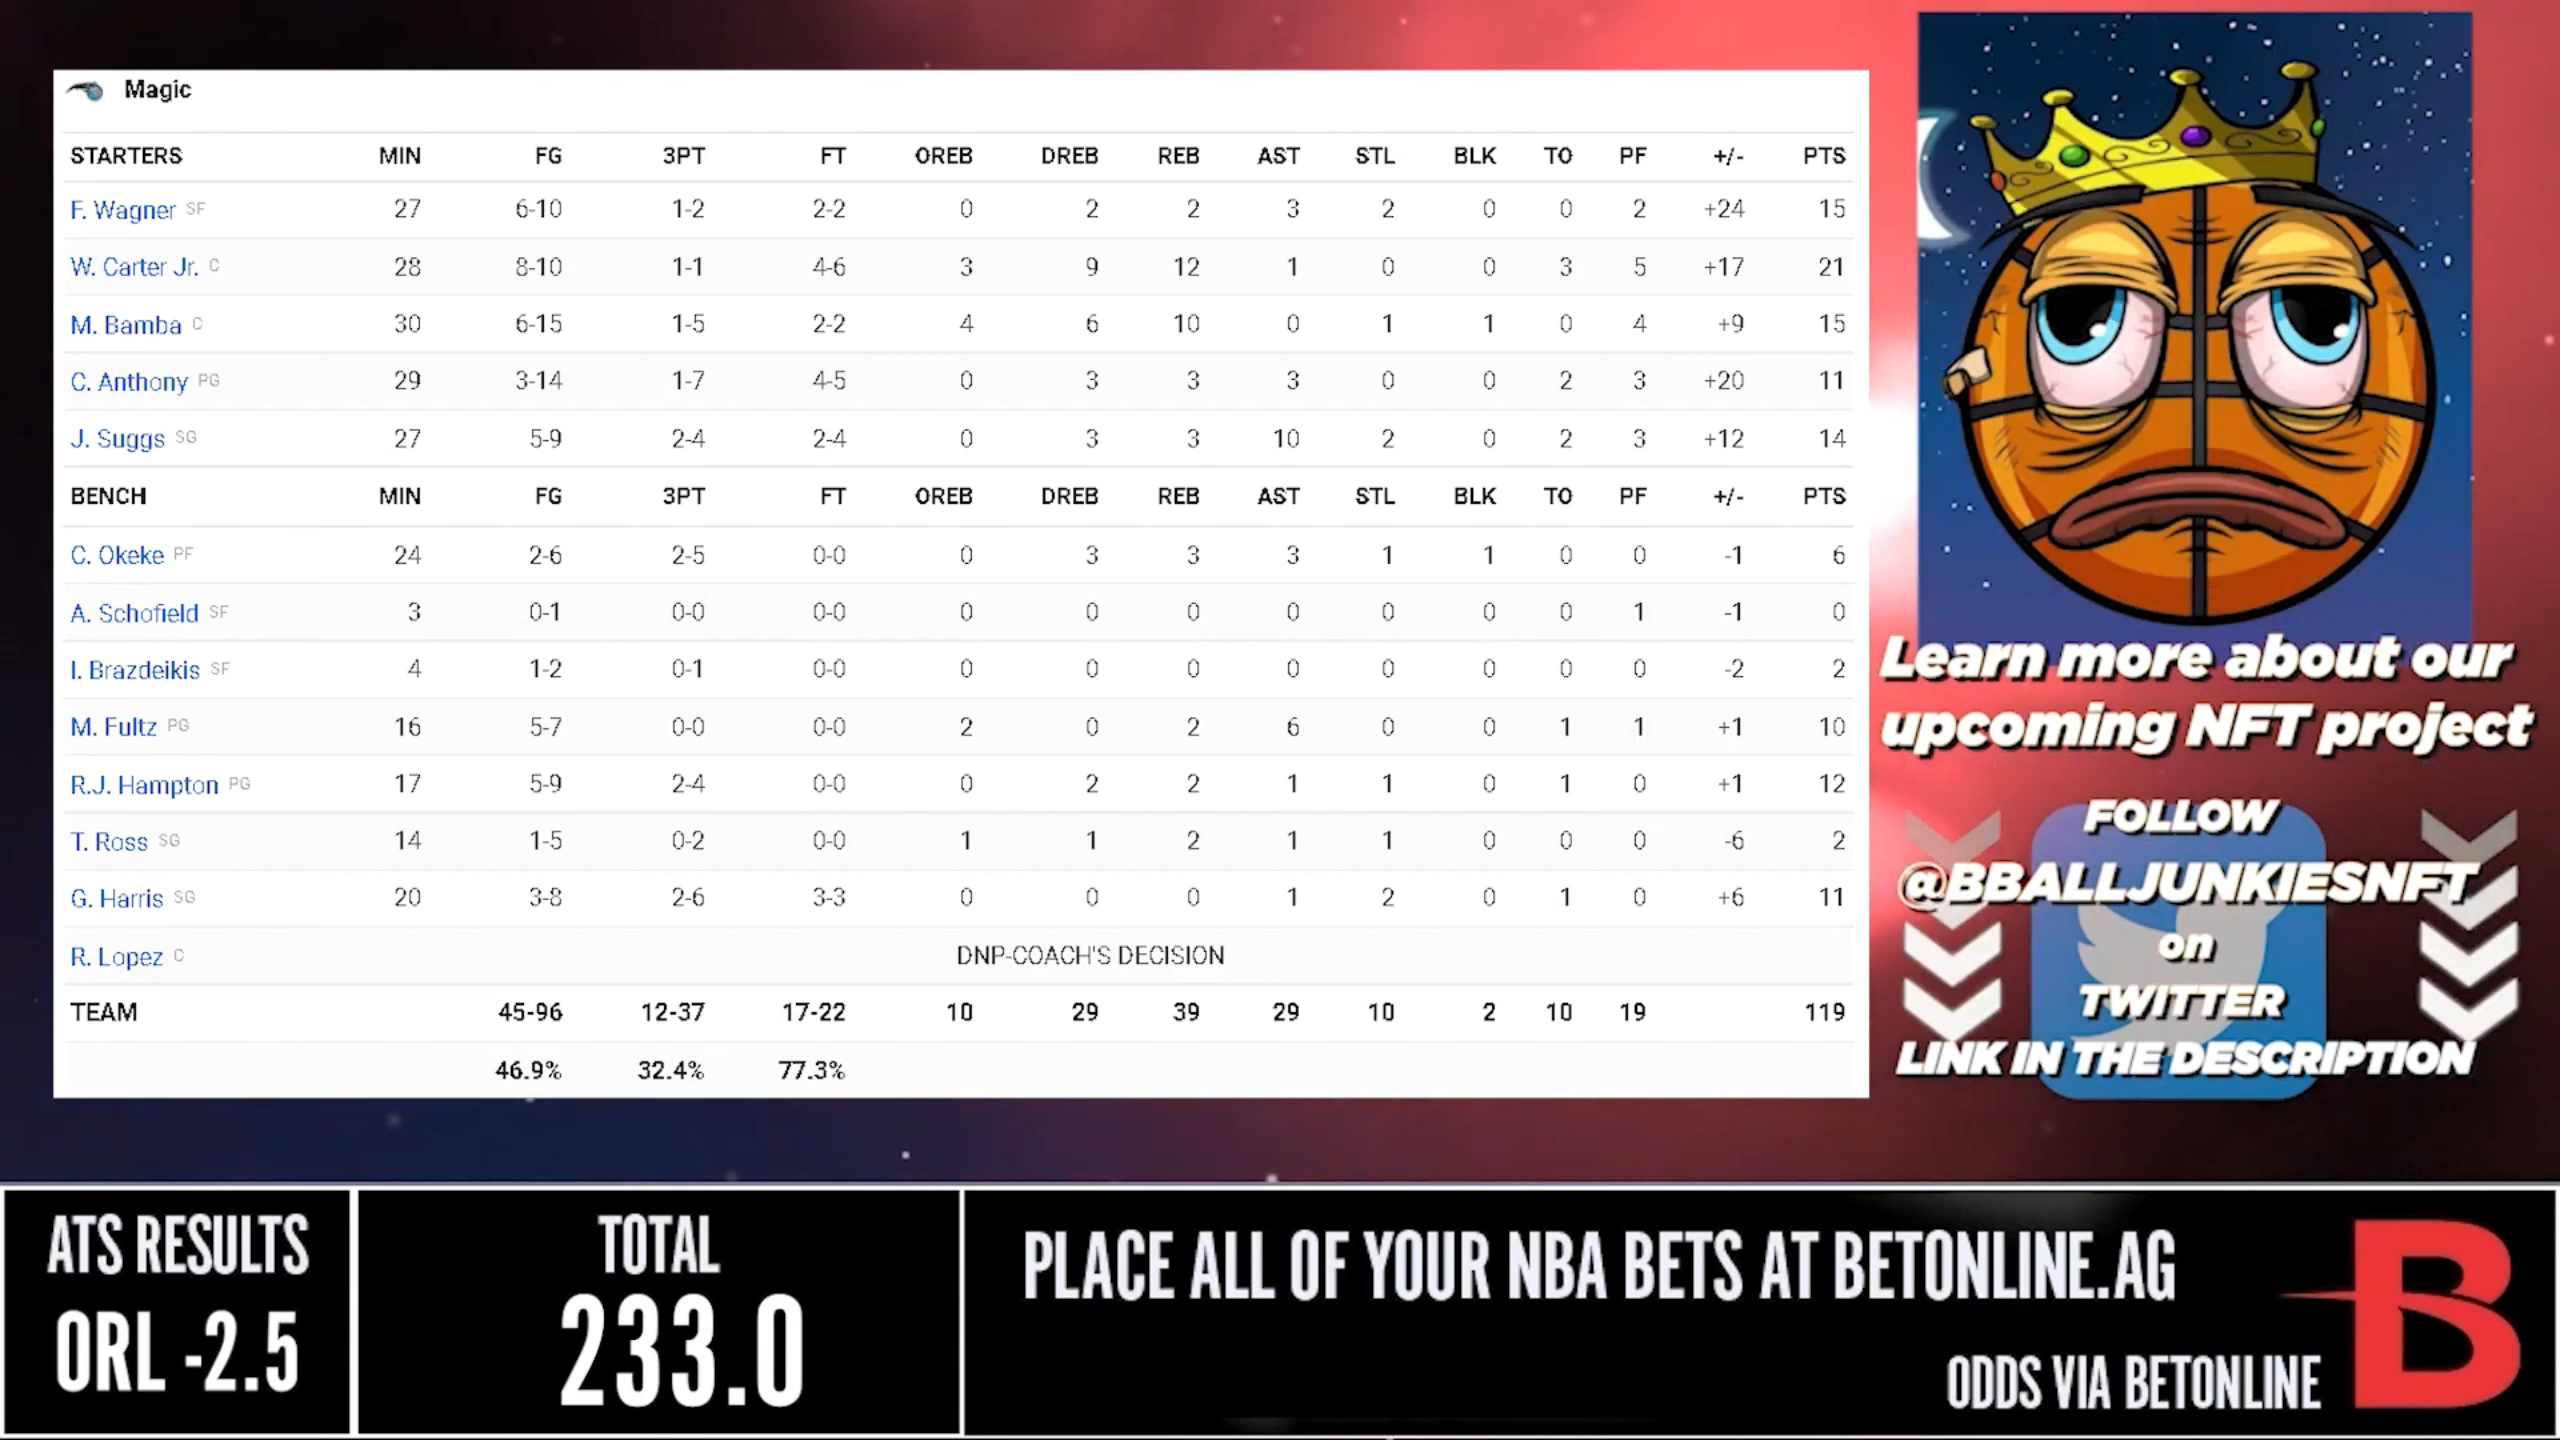 Magic
STARTERS MIN FG 3PT FT OREB DREB REB AST STL BLK TO PF +/- PTS
F. Wagner SF 27 6-10 1-2 2-2 0 2 2 3 2 0 0 2 +24 15
W. Carter Jr. C 28 8-10 1-1 4-6 3 9 12 1 0 0 3 5 +17 21
M. Bamba C 30 6-15 1-5 2-2 4 6 10 0 1 1 0 4 +9 15
C. Anthony PG 29 3-14 1-7 4-5 0 3 3 3 0 0 2 3 +20 11
J. Suggs SG 27 5-9 2-4 2-4 0 3 3 10 2 0 2 3 +12 14
BENCH MIN FG 3PT FT OREB DREB REB AST STL BLK TO PF +/- PTS
C. Okeke PF 24 2-6 2-5 0-0 0 3 3 3 1 1 0 0 -1 6
A. Schofield SF 3 0-1 0-0 0-0 0 0 0 0 0 0 0 1 -1 0
I. Brazdeikis SF 4 1-2 0-1 0-0 0 0 0 0 0 0 0 0 -2 2
M. Fultz PG 16 5-7 0-0 0-0 2 0 2 6 0 0 1 1 +1 10
R.J. Hampton PG 17 5-9 2-4 0-0 0 2 2 1 1 0 1 0 +1 12
T. Ross SG 14 1-5 0-2 0-0 1 1 2 1 1 0 0 0 -6 2
G. Harris SG 20 3-8 2-6 3-3 0 0 0 1 2 0 1 0 +6 11
R. Lopez C DNP-COACH'S DECISION
TEAM 45-96 12-37 17-22 10 29 39 29 10 2 10 19 119
46.9% 32.4% 77.3%
Learn more about our
upcoming NFT project
FOLLOW
@BBALLJUNKIESNFT
on
TWITTER
LINK IN THE DESCRIPTION
ATS RESULTS
ORL -2.5
TOTAL
233.0
PLACE ALL OF YOUR NBA BETS AT BETONLINE.AG
ODDS VIA BETONLINE
B